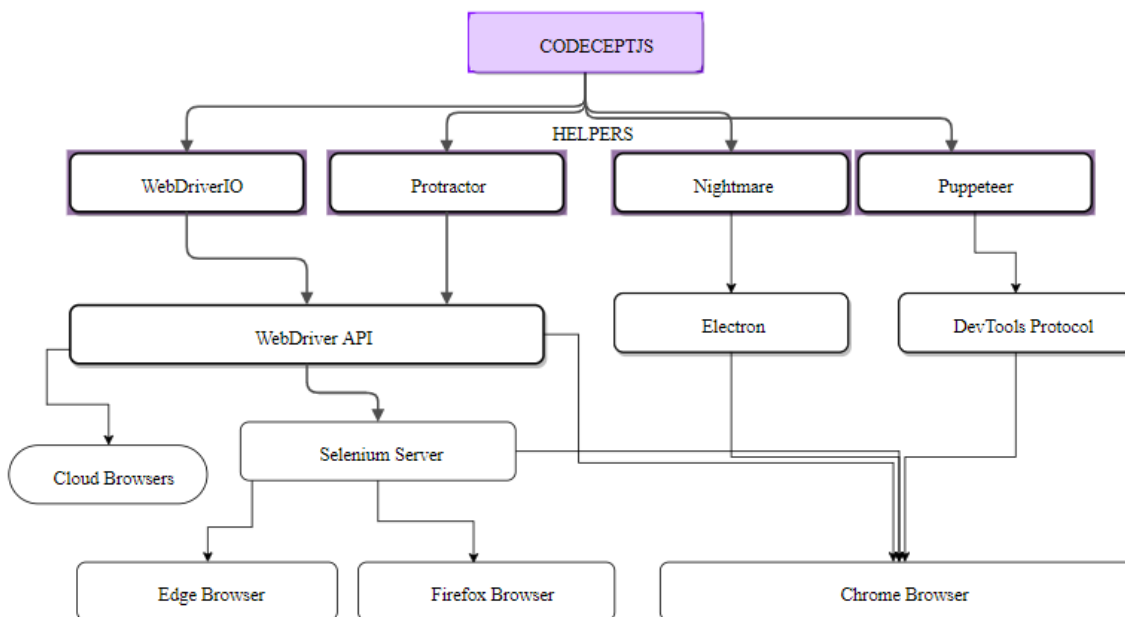 CODECEPTJS
HELPERS
WebDriverIO
Protractor
Nightmare
Puppeteer
WebDriver API
Electron
DevTools Protocol
Selenium Server
Cloud Browsers
Edge Browser
Firefox Browser
Chrome Browser